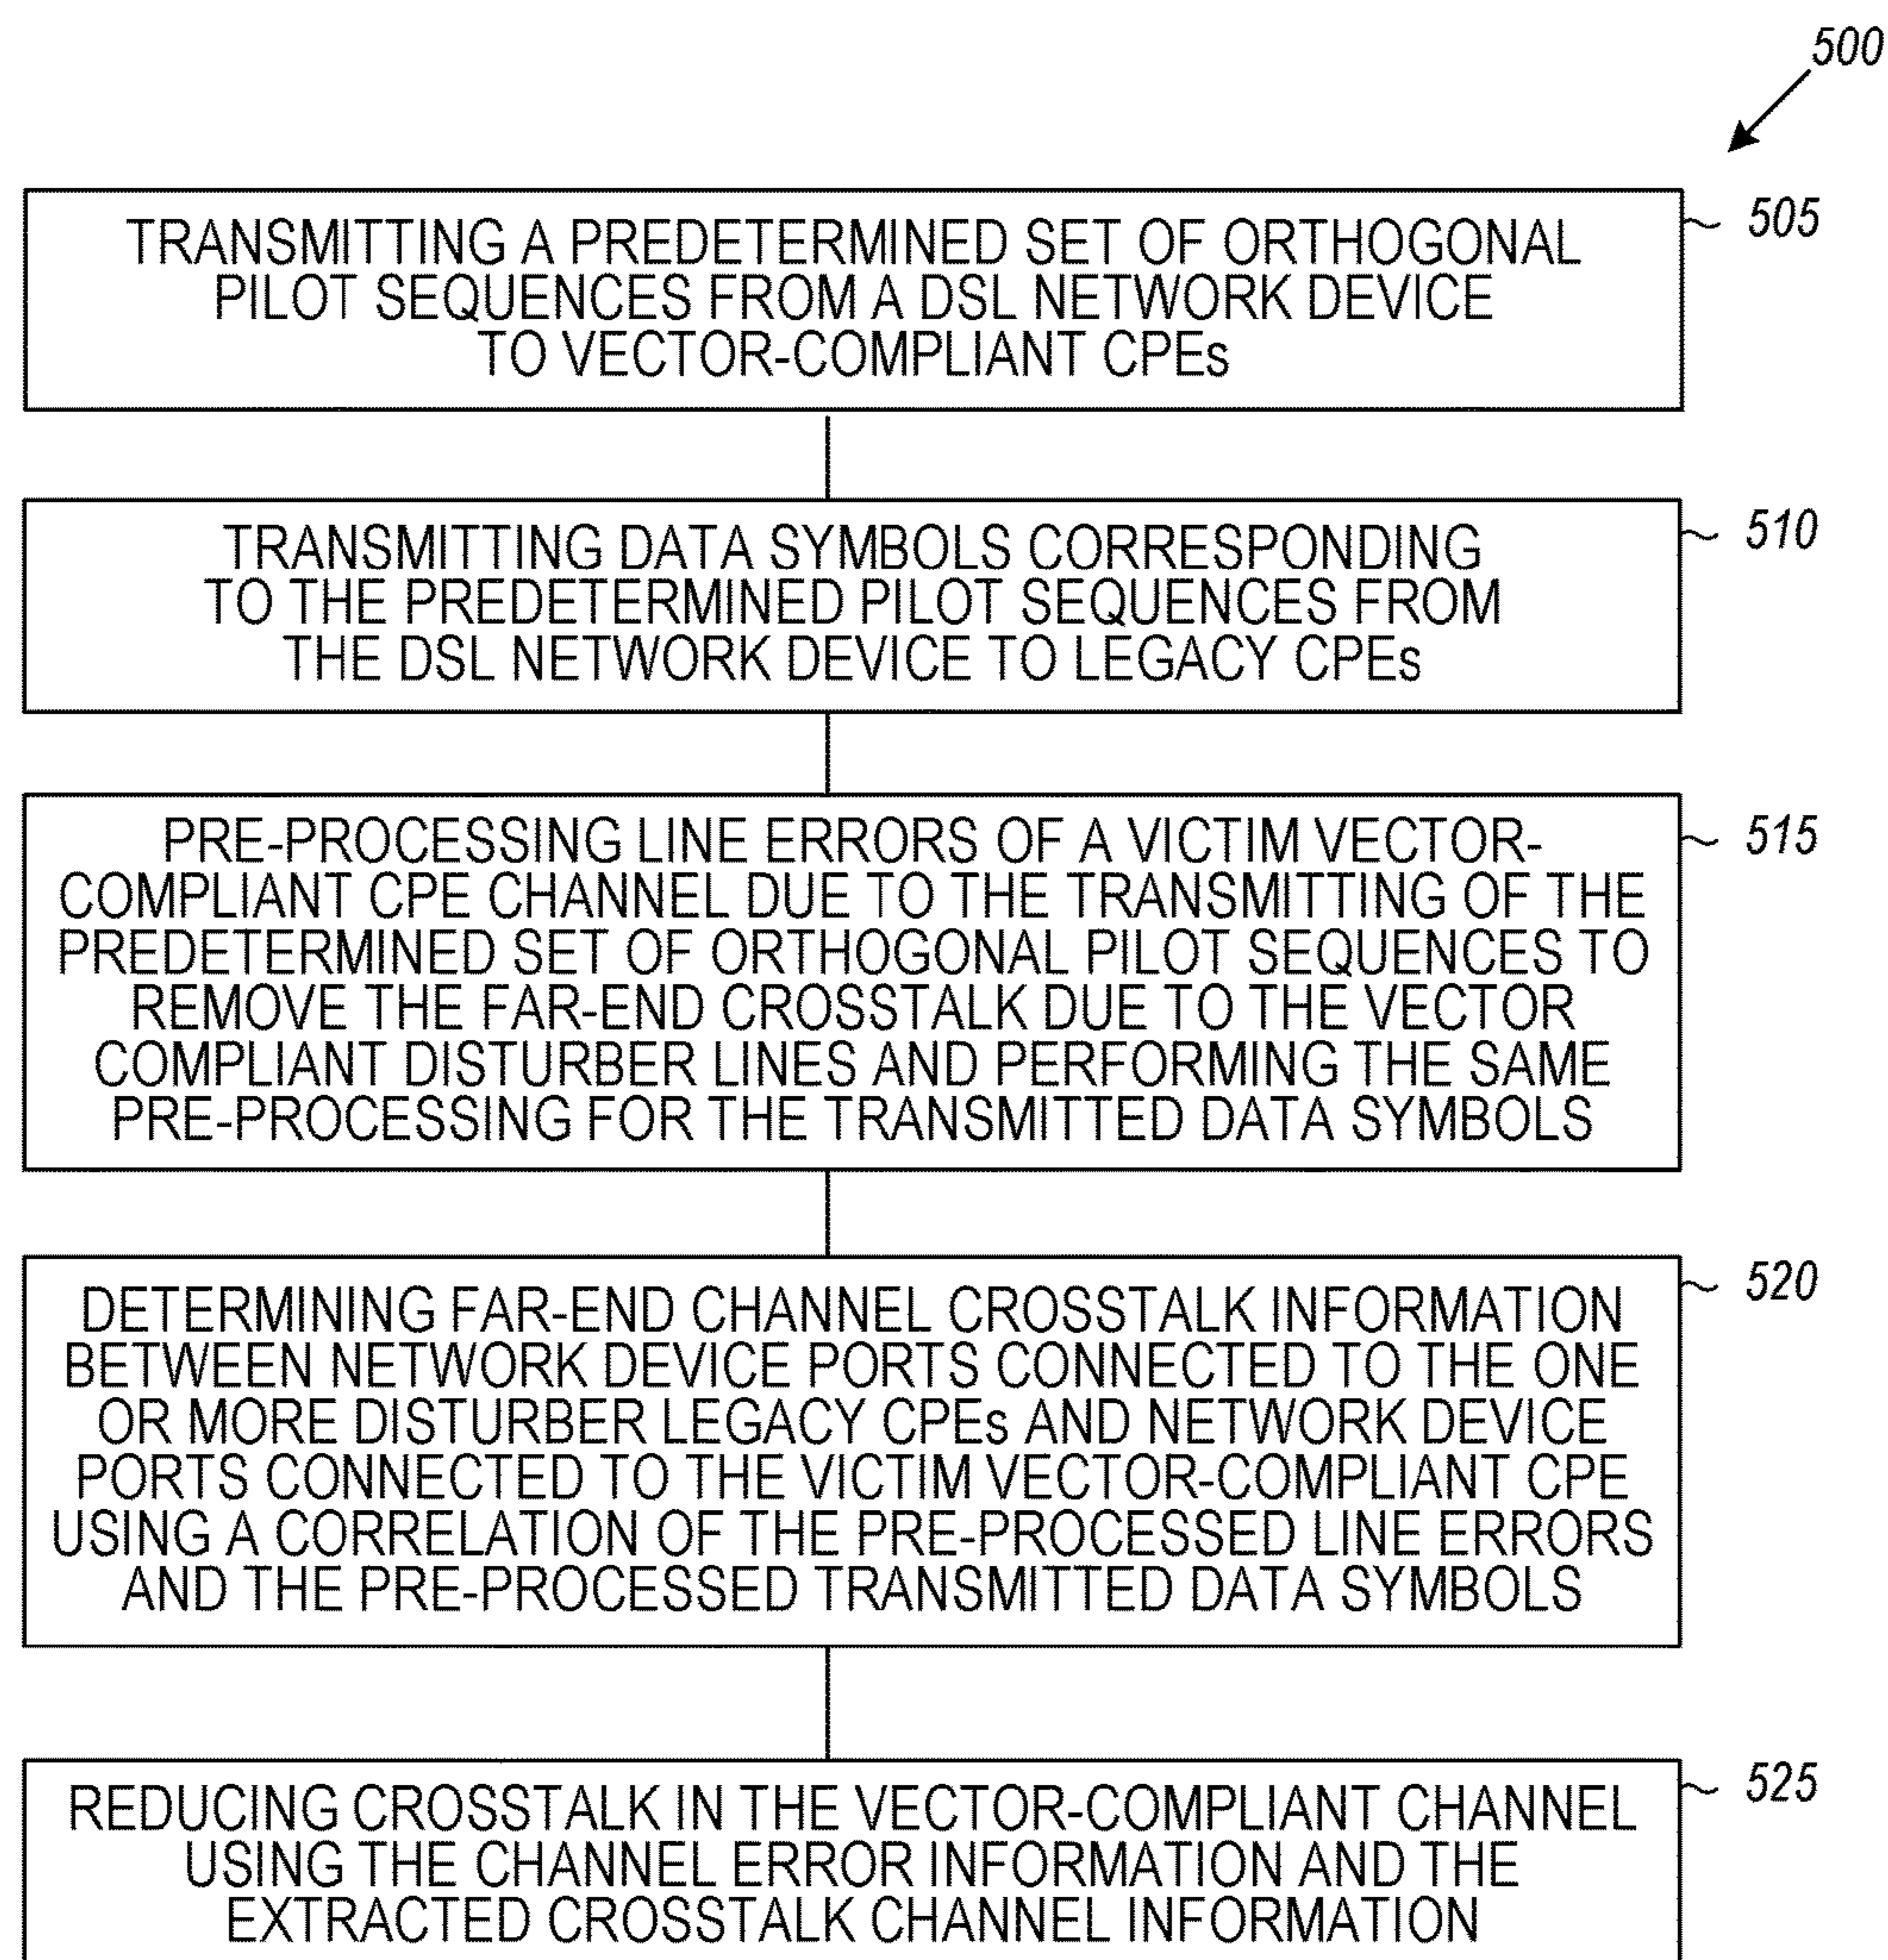 500
TRANSMITTING A PREDETERMINED SET OF ORTHOGONAL
PILOT SEQUENCES FROM A DSL NETWORK DEVICE
TO VECTOR-COMPLIANT CPEs
505
TRANSMITTING DATA SYMBOLS CORRESPONDING
TO THE PREDETERMINED PILOT SEQUENCES FROM
THE DSL NETWORK DEVICE TO LEGACY CPEs
510
PRE-PROCESSING LINE ERRORS OF A VICTIM VECTOR-
COMPLIANT CPE CHANNEL DUE TO THE TRANSMITTING OF THE
PREDETERMINED SET OF ORTHOGONAL PILOT SEQUENCES TO
REMOVE THE FAR-END CROSSTALK DUE TO THE VECTOR
COMPLIANT DISTURBER LINES AND PERFORMING THE SAME
PRE-PROCESSING FOR THE TRANSMITTED DATA SYMBOLS
515
DETERMINING FAR-END CHANNEL CROSSTALK INFORMATION
BETWEEN NETWORK DEVICE PORTS CONNECTED TO THE ONE
OR MORE DISTURBER LEGACY CPEs AND NETWORK DEVICE
PORTS CONNECTED TO THE VICTIM VECTOR-COMPLIANT CPE
USING A CORRELATION OF THE PRE-PROCESSED LINE ERRORS
AND THE PRE-PROCESSED TRANSMITTED DATA SYMBOLS
520
REDUCING CROSSTALK IN THE VECTOR-COMPLIANT CHANNEL
USING THE CHANNEL ERROR INFORMATION AND THE
EXTRACTED CROSSTALK CHANNEL INFORMATION
525